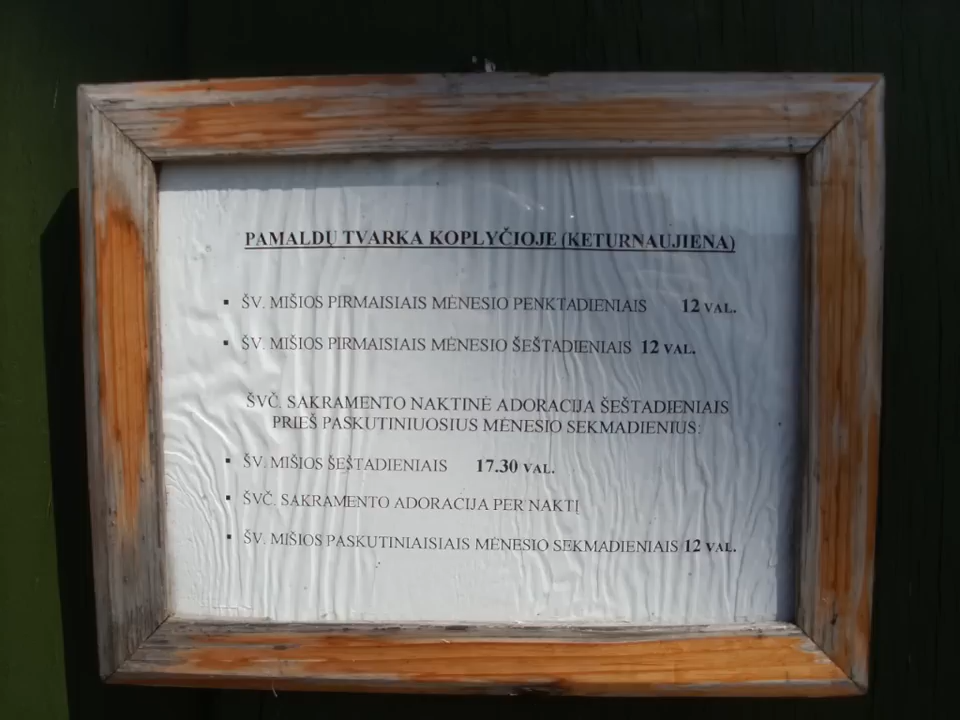 PAMALDŲ TVARKA KOPLYČIOJE (KETURNAUJIENA)
▪ ŠV. MIŠIOS PIRMAISIAIS MĖNESIO PENKTADIENIAIS 12 VAL.
▪ ŠV. MIŠIOS PIRMAISIAIS MĖNESIO ŠEŠTADIENIAIS 12 VAL.
ŠVČ. SAKRAMENTO NAKTINĖ ADORACIJA ŠEŠTADIENIAIS
PRIEŠ PASKUTINIUOSIUS MĖNESIO SEKMADIENIUS:
▪ ŠV. MIŠIOS ŠEŠTADIENIAIS 17.30 VAL.
▪ ŠVČ. SAKRAMENTO ADORACIJA PER NAKTĮ
▪ ŠV. MIŠIOS PASKUTINIAISIAIS MĖNESIO SEKMADIENIAIS 12 VAL.